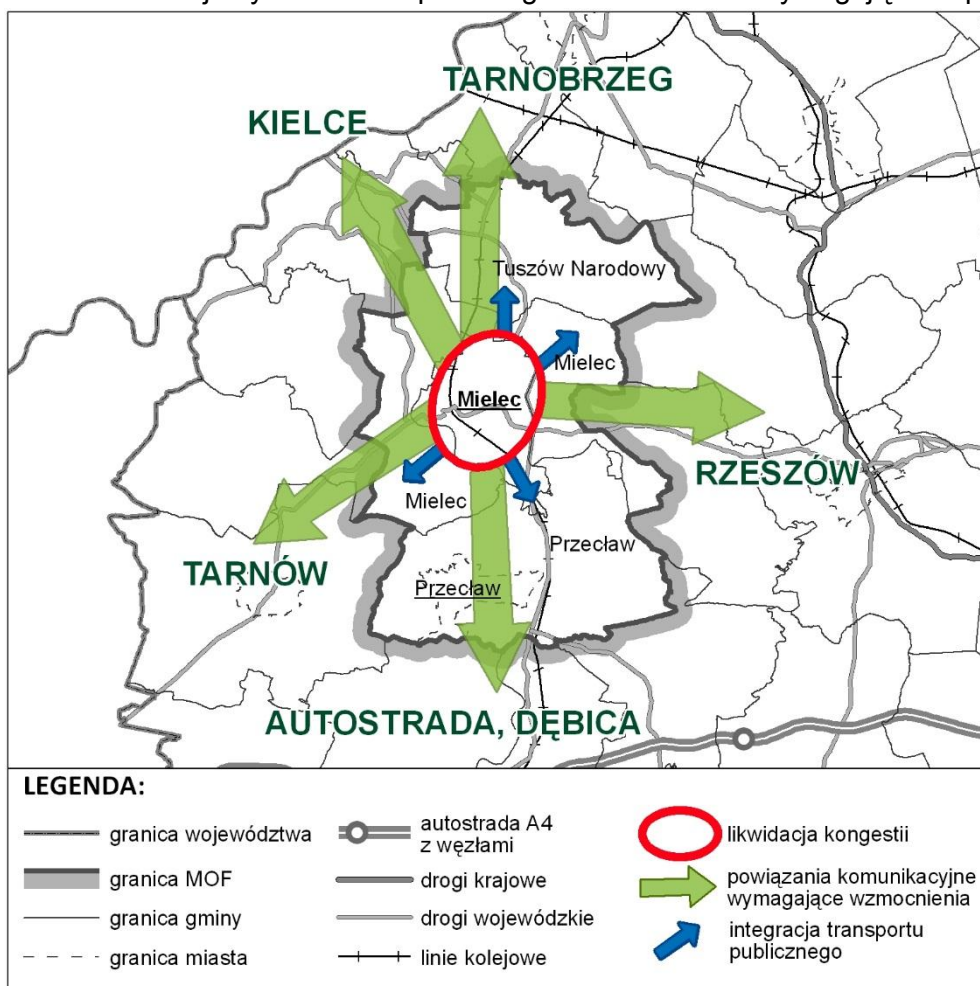 TARNOBRZEG
KIELCE
Tuszów Narodowy
Mielec
Mielec
RZESZÓW
Mielec
Przecław
TARNÓW
Przecław
AUTOSTRADA, DĘBICA
LEGENDA:
granica województwa
granica MOF
granica gminy
granica miasta
autostrada A4
z węzłami
drogi krajowe
drogi wojewódzkie
linie kolejowe
likwidacja kongestii
powiązania komunikacyjne
wymagające wzmocnienia
integracja transportu
publicznego